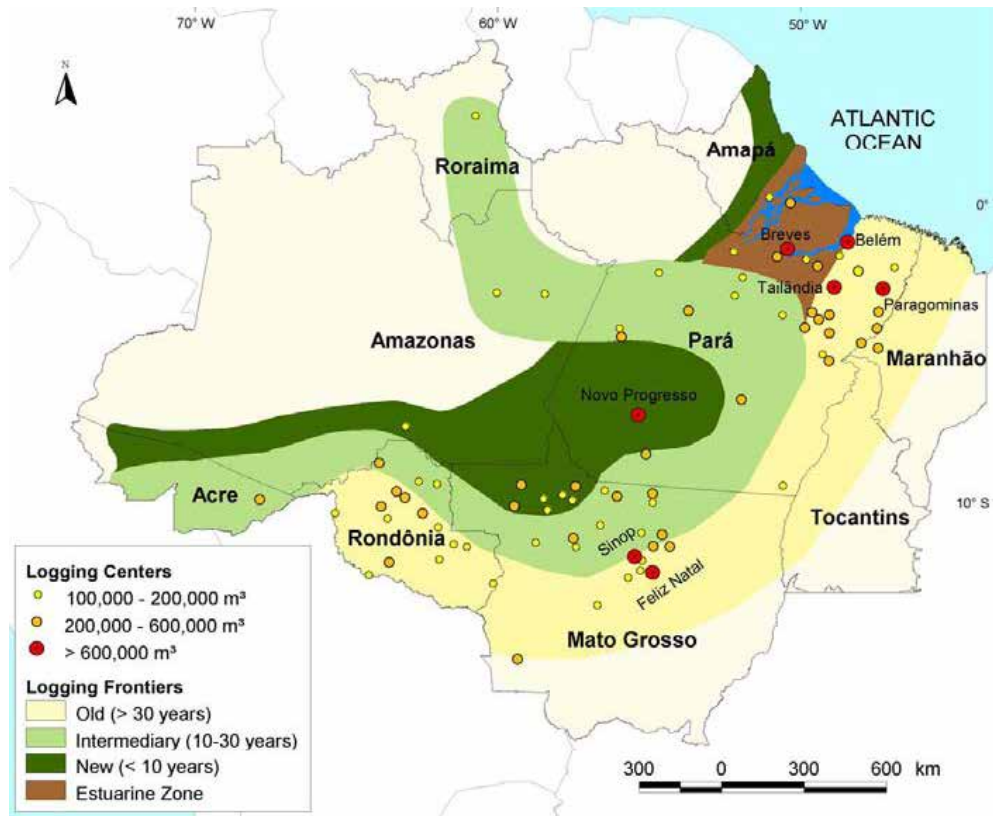 70° W
60° W
50° W
N
ATLANTIC
OCEAN
Amapá
Roraima
0°
Breves
Belém
Tailândia
Paragominas
Amazonas
Pará
Maranhão
Novo Progresso
Acre
10° S
Tocantins
Rondônia
Sinop
Feliz Natal
Mato Grosso
Logging Centers
100,000 - 200,000 m³
200,000 - 600,000 m³
> 600,000 m³
Logging Frontiers
Old (> 30 years)
Intermediary (10-30 years)
New (< 10 years)
Estuarine Zone
300 0 300 600 km